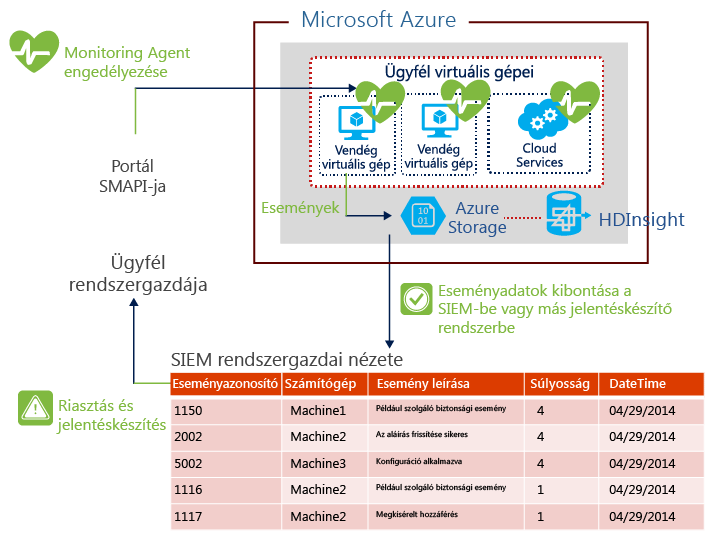 Microsoft Azure
Monitoring Agent
engedélyezése
Ügyfél virtuális gépei
Vendég
virtuális gép
Vendég
virtuális gép
Cloud
Services
Portál
SMAPI-ja
Események
10
01
Azure
Storage
HDInsight
Ügyfél
rendszergazdája
Eseményadatok kibontása a
SIEM-be vagy más jelentéskészítő
rendszerbe
SIEM rendszergazdai nézete
Riasztás és
jelentéskészítés
Eseményazonosító Számítógép Esemény leírása Súlyosság DateTime
1150 Machine1 Például szolgáló biztonsági esemény 4 04/29/2014
2002 Machine2 Az aláírás frissítése sikeres 4 04/29/2014
5002 Machine3 Konfiguráció alkalmazva 4 04/29/2014
1116 Machine2 Például szolgáló biztonsági esemény 1 04/29/2014
1117 Machine2 Megkísérelt hozzáférés 1 04/29/2014